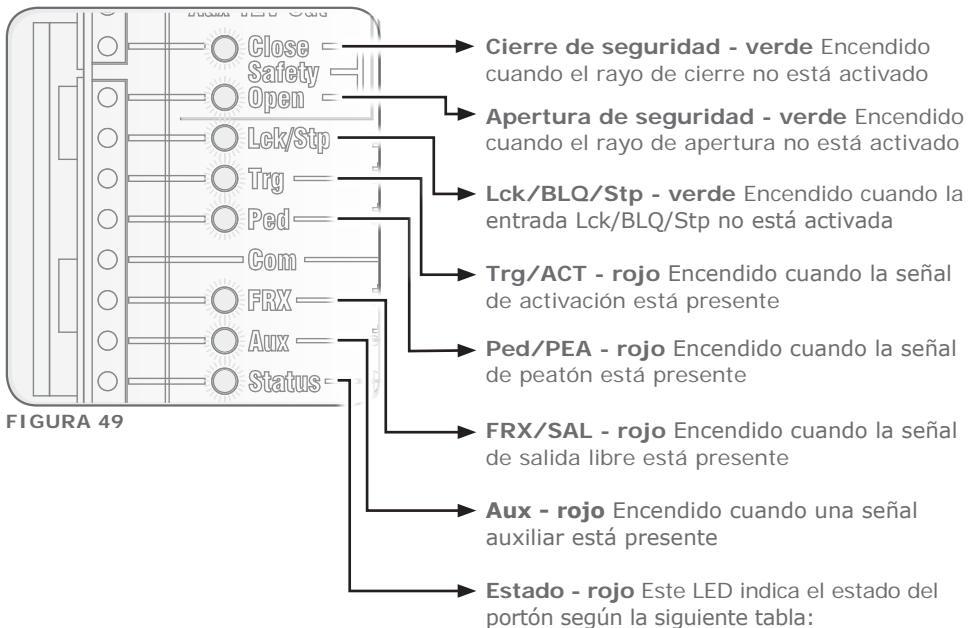 Close
Safety
Open
Lck/Stp
Trg
Ped
Com
FRX
Aux
Status
FIGURA 49
Cierre de seguridad - verde Encendido
cuando el rayo de cierre no está activado
Apertura de seguridad - verde Encendido
cuando el rayo de apertura no está activado
Lck/BLQ/Stp - verde Encendido cuando la
entrada Lck/BLQ/Stp no está activada
Trg/ACT - rojo Encendido cuando la señal
de activación está presente
Ped/PEA - rojo Encendido cuando la señal
de peatón está presente
FRX/SAL - rojo Encendido cuando la señal
de salida libre está presente
Aux - rojo Encendido cuando una señal
auxiliar está presente
Estado - rojo Este LED indica el estado del
portón según la siguiente tabla: